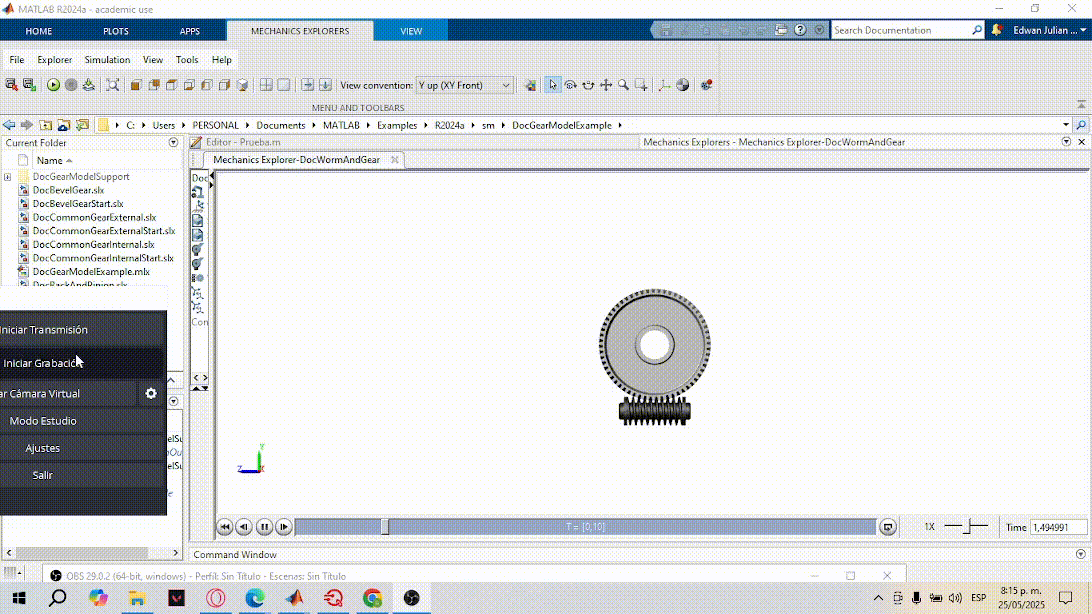 MATLAB R2024a - academic use
HOME PLOTS APPS MECHANICS EXPLORERS VIEW Search Documentation Edwan Julian ...
File Explorer Simulation View Tools Help
View convention: Y up (XY Front)
MENU AND TOOLBARS
C: Users PERSONAL Documents MATLAB Examples R2024a sm DocGearModelExample
Current Folder
Editor - Prueba.m
Mechanics Explorers - Mechanics Explorer-DocWormAndGear
Name
Mechanics Explorer-DocWormAndGear
DocGearModelSupport
DocBevelGear.slx
DocBevelGearStart.slx
DocCommonGearExternal.slx
DocCommonGearExternalStart.slx
DocCommonGearInternal.slx
DocCommonGearInternalStart.slx
DocGearModelExample.mlx
DocRackAndPinion.slx
Doc
Con
Iniciar Transmisión
Iniciar Grabació
ar Cámara Virtual
Modo Estudio
Ajustes
Salir
Y
Z
T = [0,10]
1X
Time 1,494991
Command Window
OBS 29.0.2 (64-bit, windows) - Perfil: Sin Título - Escenas: Sin Título
ESP
8:15 p. m.
25/05/2025